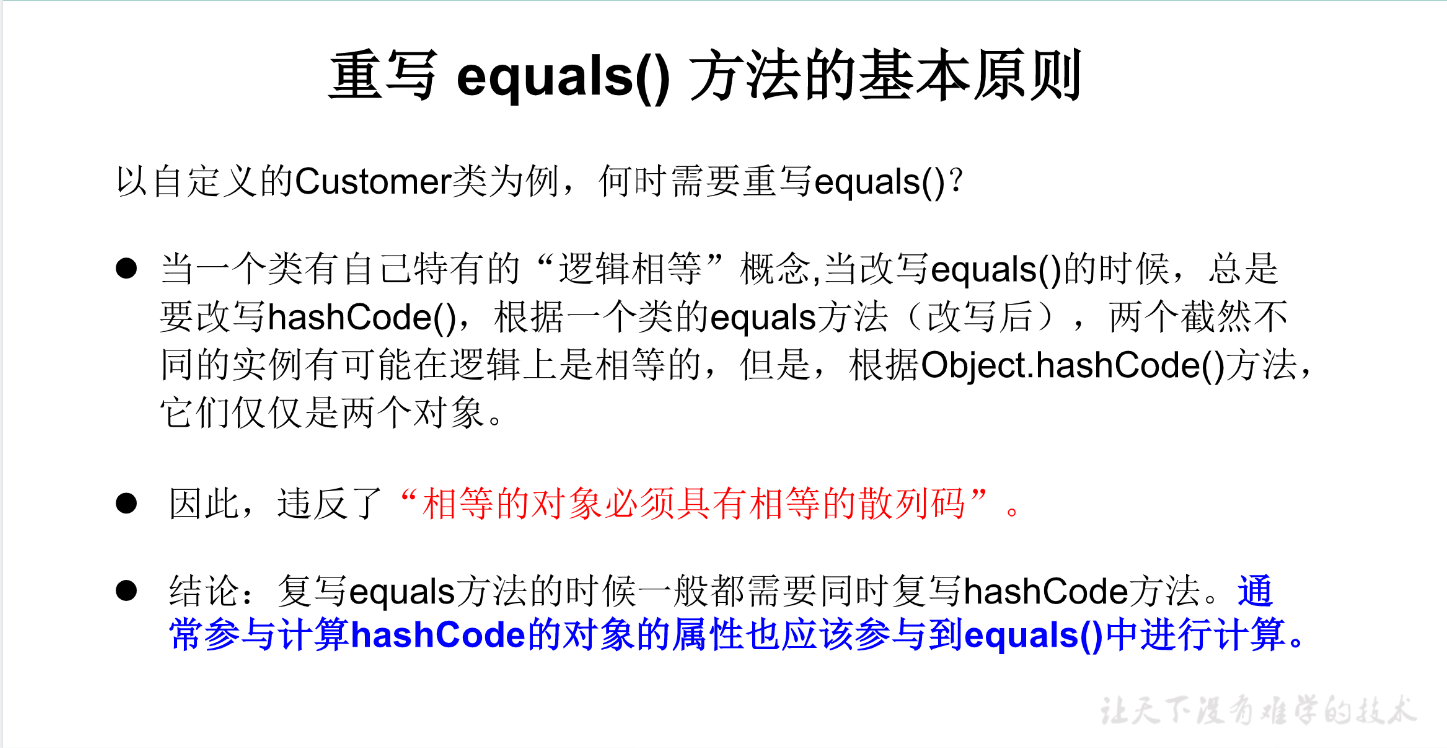 重写 equals() 方法的基本原则
以自定义的Customer类为例，何时需要重写equals()？
● 当一个类有自己特有的“逻辑相等”概念,当改写equals()的时候，总是
要改写hashCode()，根据一个类的equals方法（改写后），两个截然不
同的实例有可能在逻辑上是相等的，但是，根据Object.hashCode()方法，
它们仅仅是两个对象。
● 因此，违反了“相等的对象必须具有相等的散列码”。
● 结论：复写equals方法的时候一般都需要同时复写hashCode方法。通
常参与计算hashCode的对象的属性也应该参与到equals()中进行计算。
让天下没有难学的技术